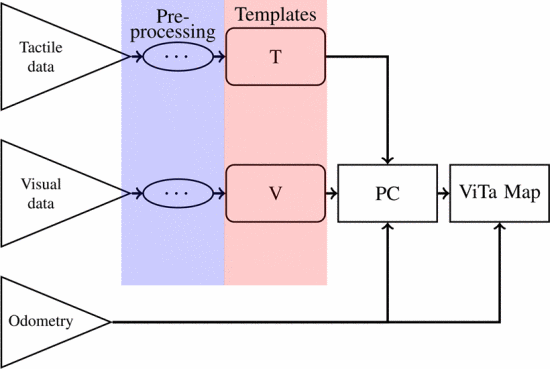 Pre-
processing
Templates
Tactile
data
...
T
Visual
data
...
V
PC
ViTa Map
Odometry